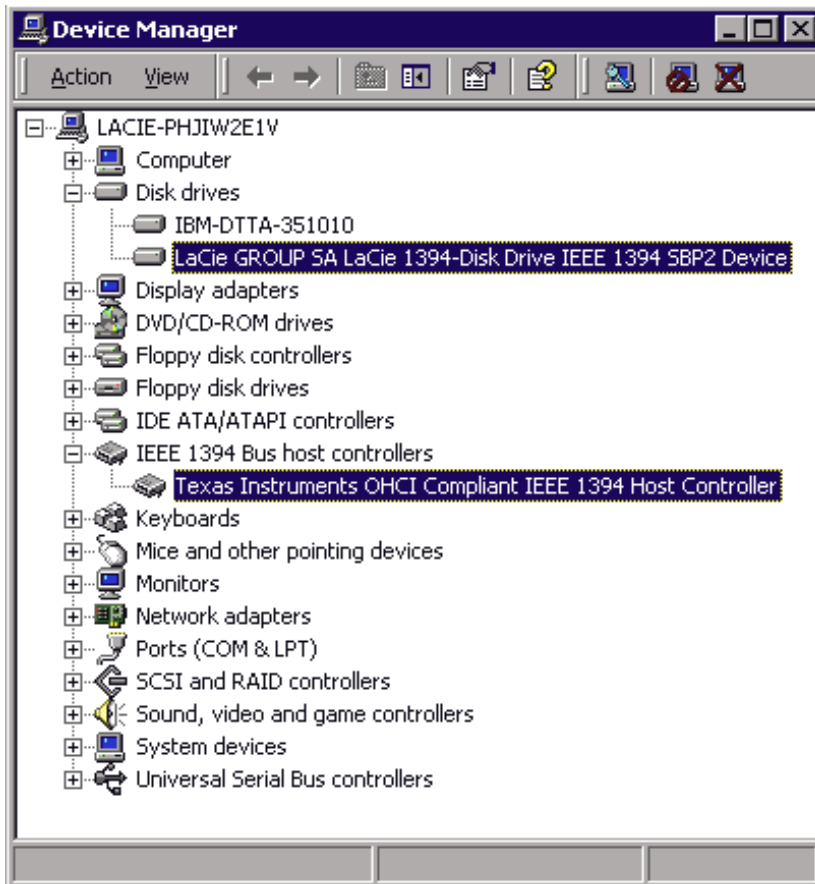 Device Manager
Action View
LACIE-PHJIW2E1V
Computer
Disk drives
IBM-DTTA-351010
LaCie GROUP SA LaCie 1394-Disk Drive IEEE 1394 SBP2 Device
Display adapters
DVD/CD-ROM drives
Floppy disk controllers
Floppy disk drives
IDE ATA/ATAPI controllers
IEEE 1394 Bus host controllers
Texas Instruments OHCI Compliant IEEE 1394 Host Controller
Keyboards
Mice and other pointing devices
Monitors
Network adapters
Ports (COM & LPT)
SCSI and RAID controllers
Sound, video and game controllers
System devices
Universal Serial Bus controllers